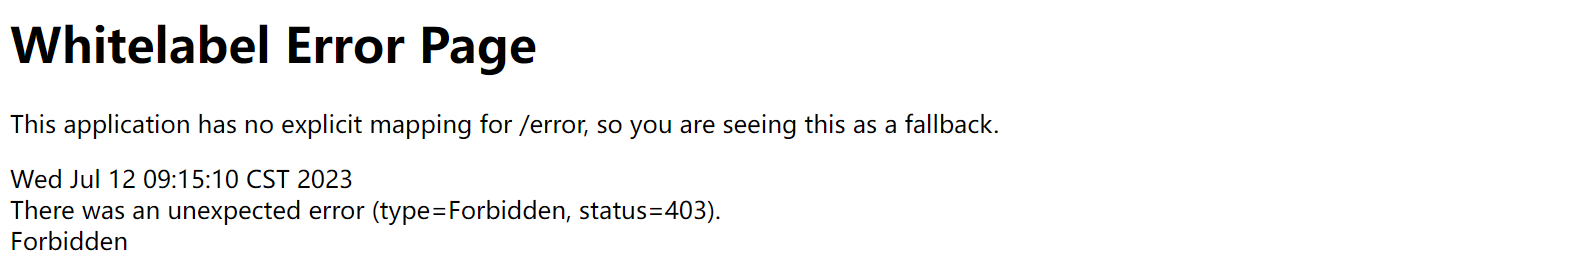 Whitelabel Error Page
This application has no explicit mapping for /error, so you are seeing this as a fallback.
Wed Jul 12 09:15:10 CST 2023
There was an unexpected error (type=Forbidden, status=403).
Forbidden